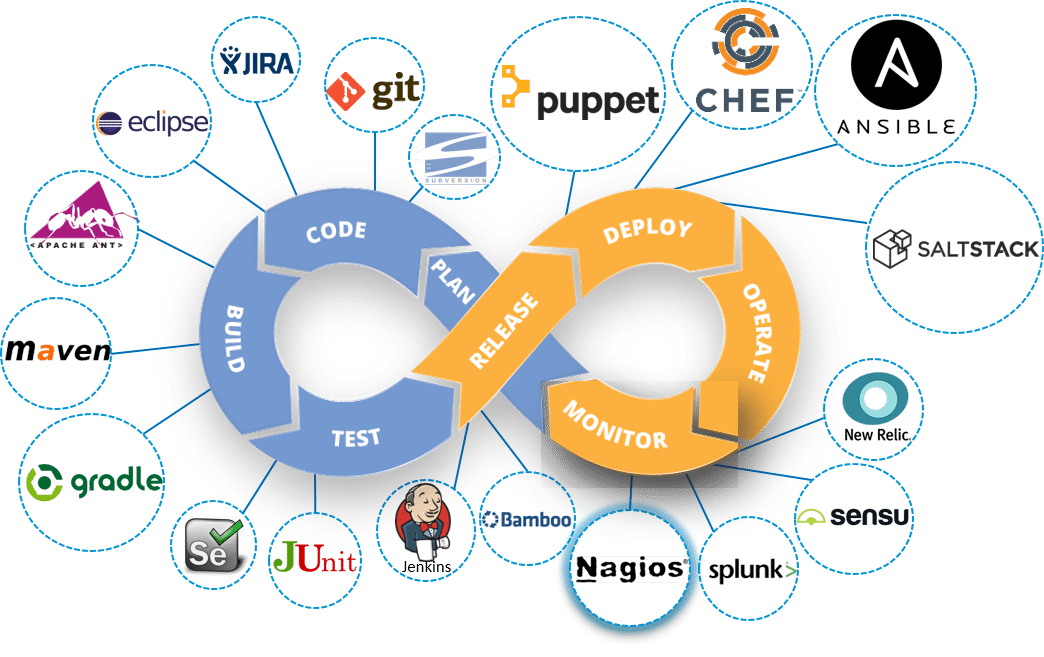 JIRA
git
puppet
CHEF
ANSIBLE
eclipse
SUBVERSION
<APACHE ANT>
CODE
PLAN
DEPLOY
SALTSTACK
BUILD
RELEASE
OPERATE
maven
TEST
MONITOR
New Relic.
gradle
Se
JUnit
Jenkins
Bamboo
Nagios®
splunk>
sensu